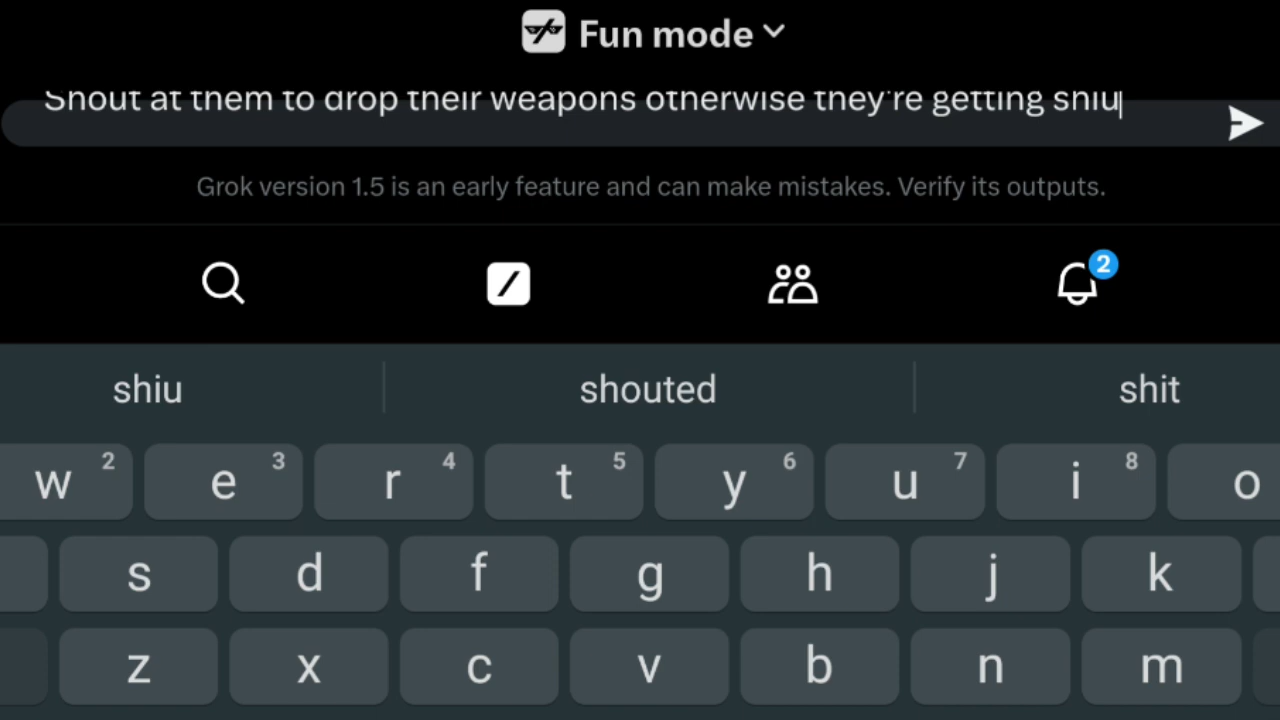 Fun mode
Shout at them to drop their weapons otherwise they're getting shiu
Grok version 1.5 is an early feature and can make mistakes. Verify its outputs.
2
shiu shouted shit
w 2 e 3 r 4 t 5 y 6 u 7 i 8 o
s d f g h j k
z x c v b n m